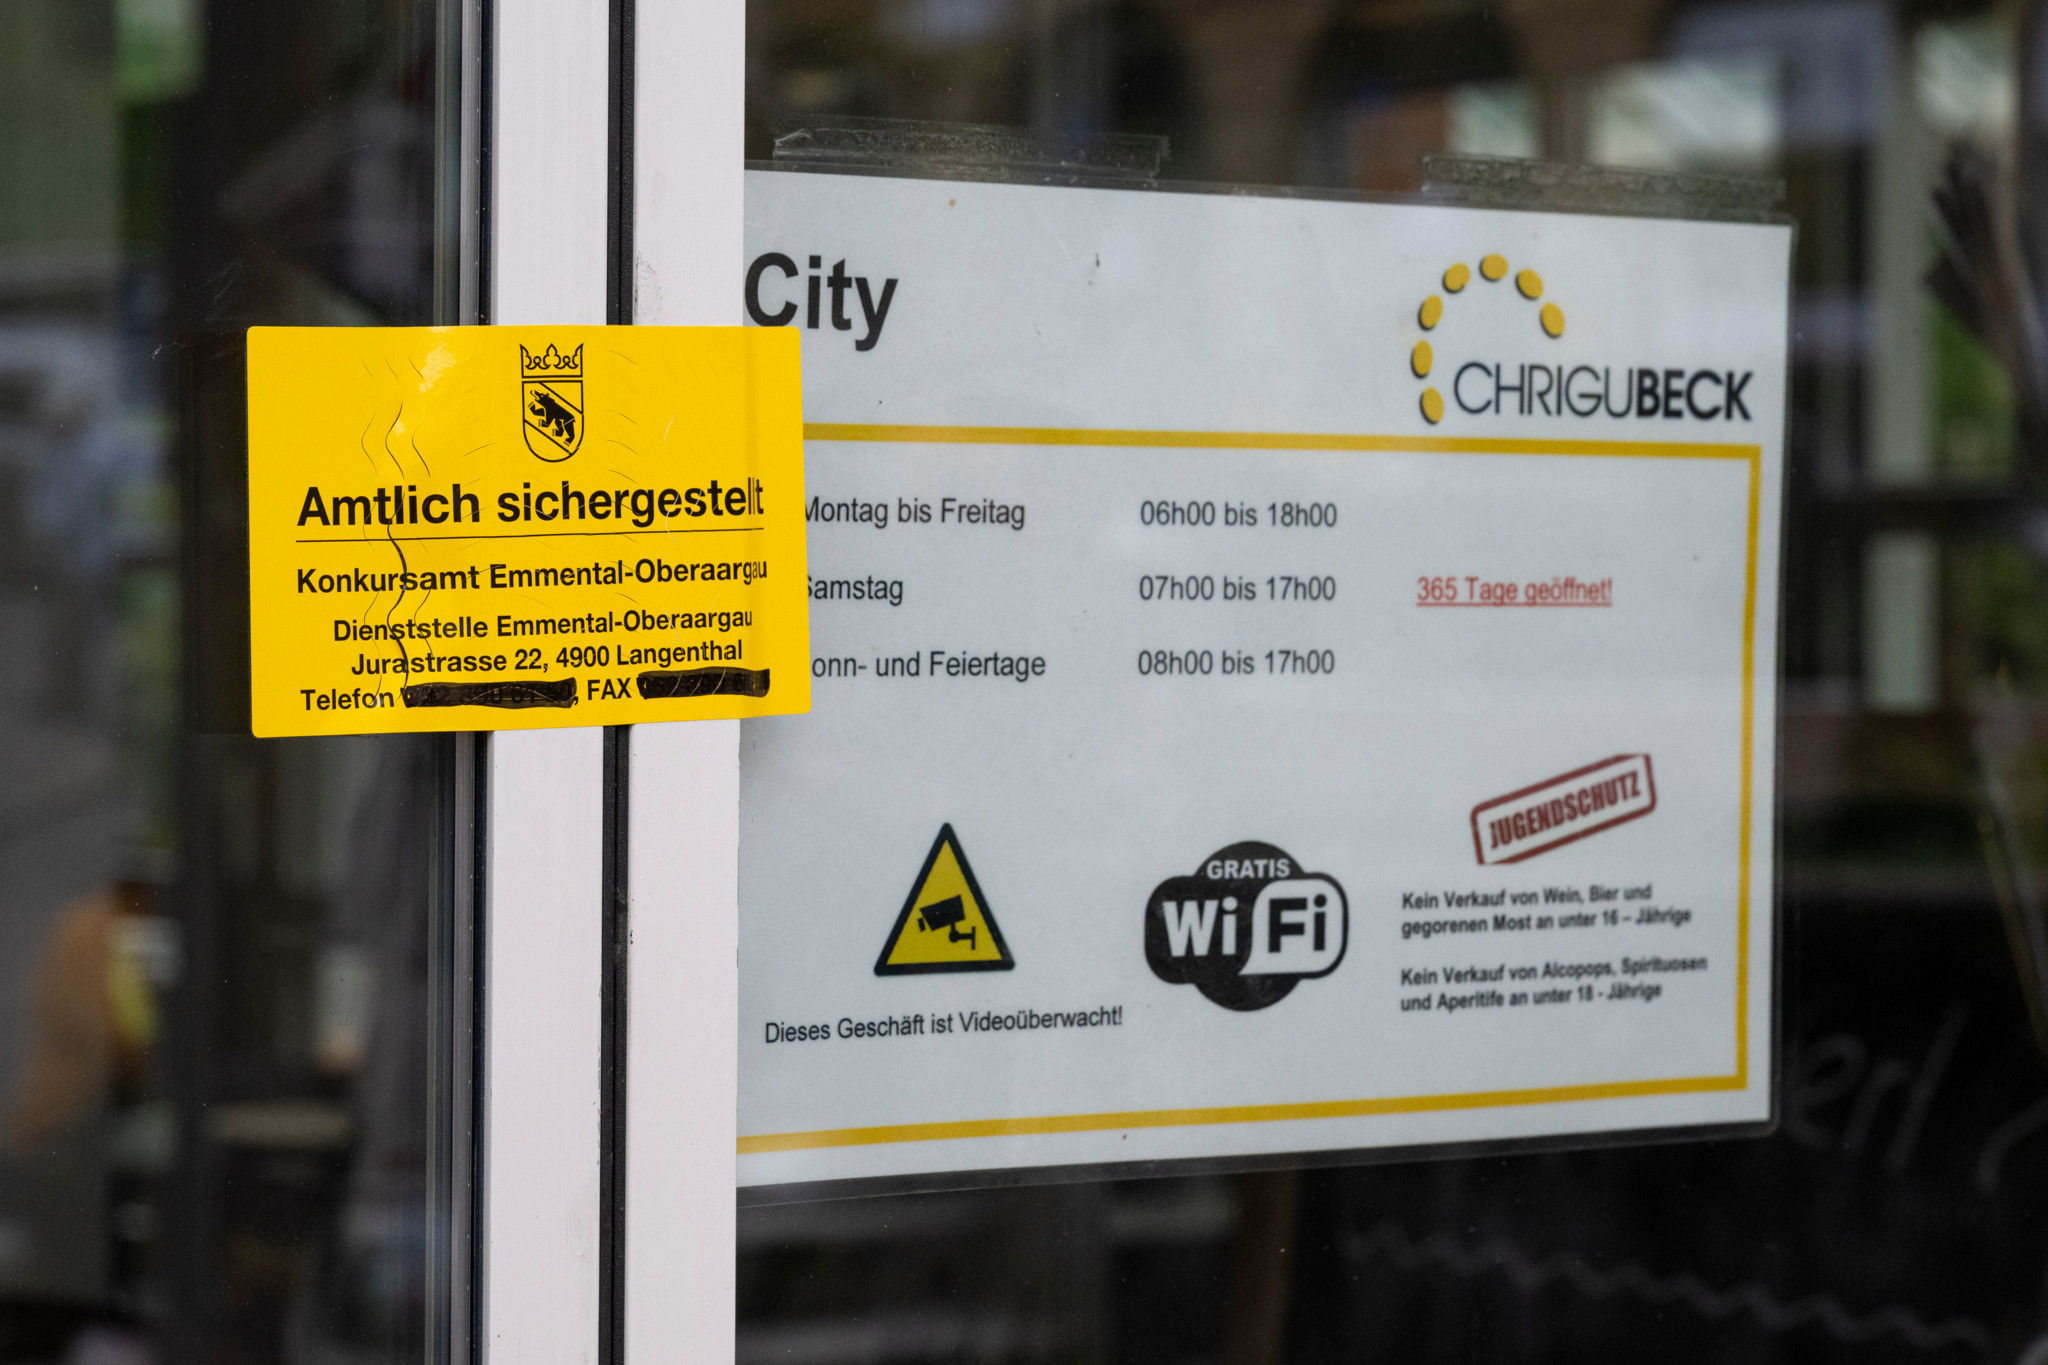 Amtlich sichergestellt
Konkursamt Emmental-Oberaargau
Dienststelle Emmental-Oberaargau
Jurastrasse 22, 4900 Langenthal
Telefon , FAX
City
CHRIGUBECK
Montag bis Freitag 06h00 bis 18h00
Samstag 07h00 bis 17h00 365 Tage geöffnet!
onn- und Feiertage 08h00 bis 17h00
Dieses Geschäft ist Videoüberwacht!
GRATIS
WiFi
JUGENDSCHUTZ
Kein Verkauf von Wein, Bier und
gegorenen Most an unter 16 – Jährige
Kein Verkauf von Alcopops, Spirituosen
und Aperitife an unter 18 - Jährige